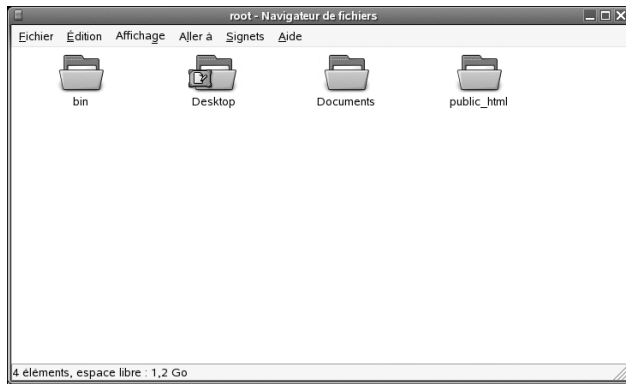 root - Navigateur de fichiers
Fichier Édition Affichage Aller à Signets Aide
bin Desktop Documents public_html
4 éléments, espace libre : 1,2 Go